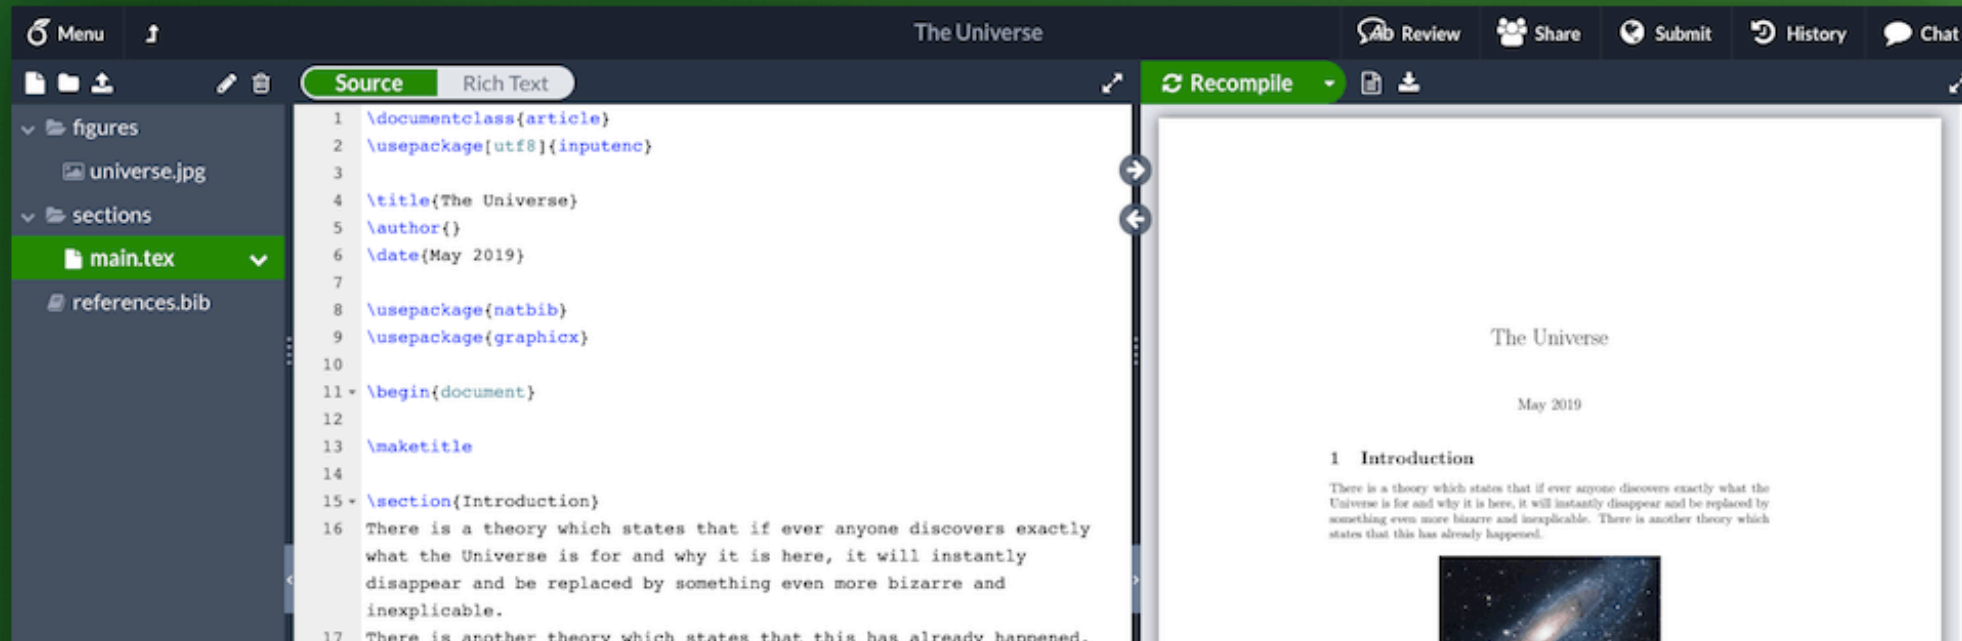 Menu
The Universe
Review
Share
Submit
History
Chat
Source
Rich Text
Recompile
figures
universe.jpg
sections
main.tex
references.bib
1 \documentclass{article}
2 \usepackage[utf8]{inputenc}
3
4 \title{The Universe}
5 \author{}
6 \date{May 2019}
7
8 \usepackage{natbib}
9 \usepackage{graphicx}
10
11 \begin{document}
12
13 \maketitle
14
15 \section{Introduction}
16 There is a theory which states that if ever anyone discovers exactly
what the Universe is for and why it is here, it will instantly
disappear and be replaced by something even more bizarre and
inexplicable.
17 There is another theory which states that this has already happened.
The Universe
May 2019
1 Introduction
There is a theory which states that if ever anyone discovers exactly what the
Universe is for and why it is here, it will instantly disappear and be replaced by
something even more bizarre and inexplicable. There is another theory which
states that this has already happened.